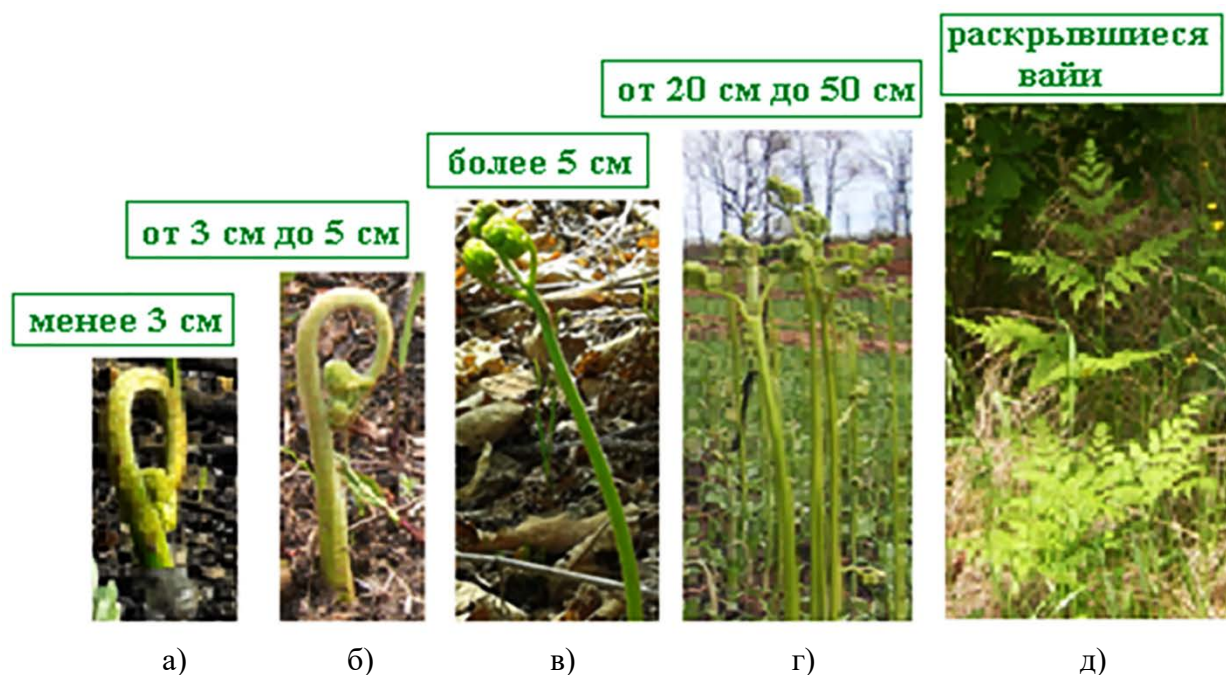 менее 3 см
от 3 см до 5 см
более 5 см
от 20 см до 50 см
раскрывшиеся
вайи
а)
б)
в)
г)
д)